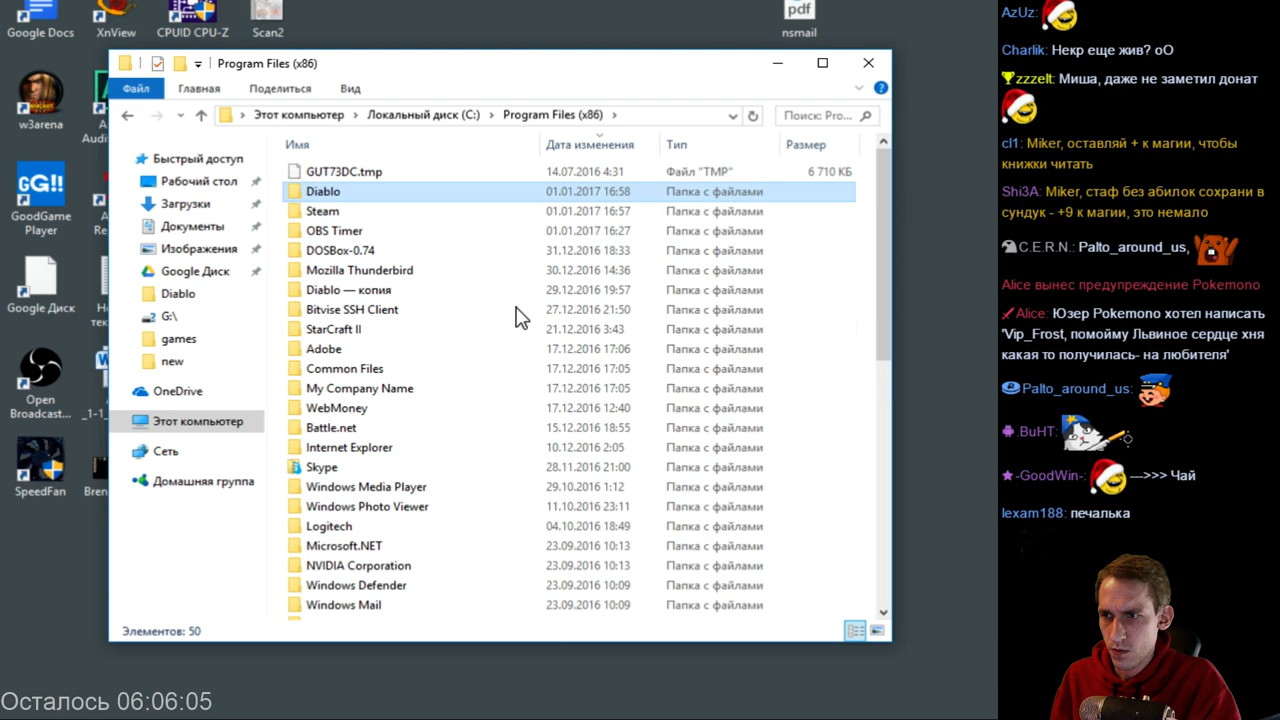 Google Docs
XnView
CPUID CPU-Z
Scan2
pdf
nsmail
w3arena
GoodGame
Player
Google Диск
Open
Broadcast...
SpeedFan
Program Files (x86)
Файл
Главная
Поделиться
Вид
Этот компьютер
Локальный диск (C:)
Program Files (x86)
Поиск: Pro...
Быстрый доступ
Рабочий стол
Загрузки
Документы
Изображения
Google Диск
Diablo
G:\
games
new
OneDrive
Этот компьютер
Сеть
Домашняя группа
Имя Дата изменения Тип Размер
GUT73DC.tmp 14.07.2016 4:31 Файл "TMP" 6 710 КБ
Diablo 01.01.2017 16:58 Папка с файлами
Steam 01.01.2017 16:57 Папка с файлами
OBS Timer 01.01.2017 16:27 Папка с файлами
DOSBox-0.74 31.12.2016 18:33 Папка с файлами
Mozilla Thunderbird 30.12.2016 14:36 Папка с файлами
Diablo — копия 29.12.2016 19:57 Папка с файлами
Bitvise SSH Client 27.12.2016 21:50 Папка с файлами
StarCraft II 21.12.2016 3:43 Папка с файлами
Adobe 17.12.2016 17:06 Папка с файлами
Common Files 17.12.2016 17:05 Папка с файлами
My Company Name 17.12.2016 17:05 Папка с файлами
WebMoney 17.12.2016 12:40 Папка с файлами
Battle.net 15.12.2016 18:55 Папка с файлами
Internet Explorer 10.12.2016 2:05 Папка с файлами
Skype 28.11.2016 21:00 Папка с файлами
Windows Media Player 29.10.2016 1:12 Папка с файлами
Windows Photo Viewer 11.10.2016 23:11 Папка с файлами
Logitech 04.10.2016 18:49 Папка с файлами
Microsoft.NET 23.09.2016 10:13 Папка с файлами
NVIDIA Corporation 23.09.2016 10:13 Папка с файлами
Windows Defender 23.09.2016 10:09 Папка с файлами
Windows Mail 23.09.2016 10:09 Папка с файлами
Элементов: 50
Осталось 06:06:05
AzUz:
Charlik: Некр еще жив? оО
zzzelt: Миша, даже не заметил донат
cl1: Miker, оставляй + к магии, чтобы
книжки читать
Shi3A: Miker, стаф без абилок сохрани в
сундук - +9 к магии, это немало
C.E.R.N.: Palto_around_us,
Alice вынес предупреждение Pokemono
Alice: Юзер Pokemono хотел написать
'Vip_Frost, помойму Львиное сердце хня
какая то получилась- на любителя'
Palto_around_us:
.BuHT:
-GoodWin-: --->>> Чай
lexam188: печалька